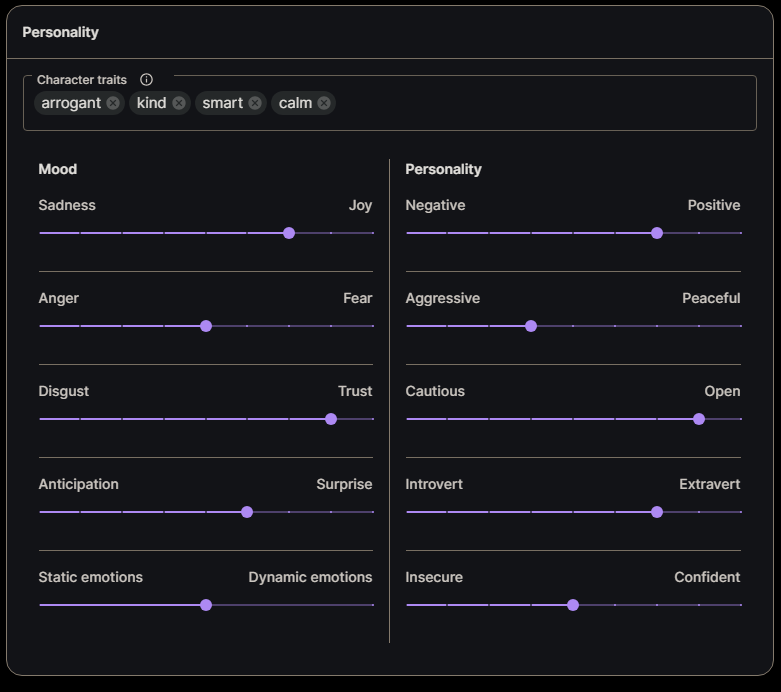 Personality
Character traits
arrogant kind smart calm
Mood
Sadness Joy
Anger Fear
Disgust Trust
Anticipation Surprise
Static emotions Dynamic emotions
Personality
Negative Positive
Aggressive Peaceful
Cautious Open
Introvert Extravert
Insecure Confident